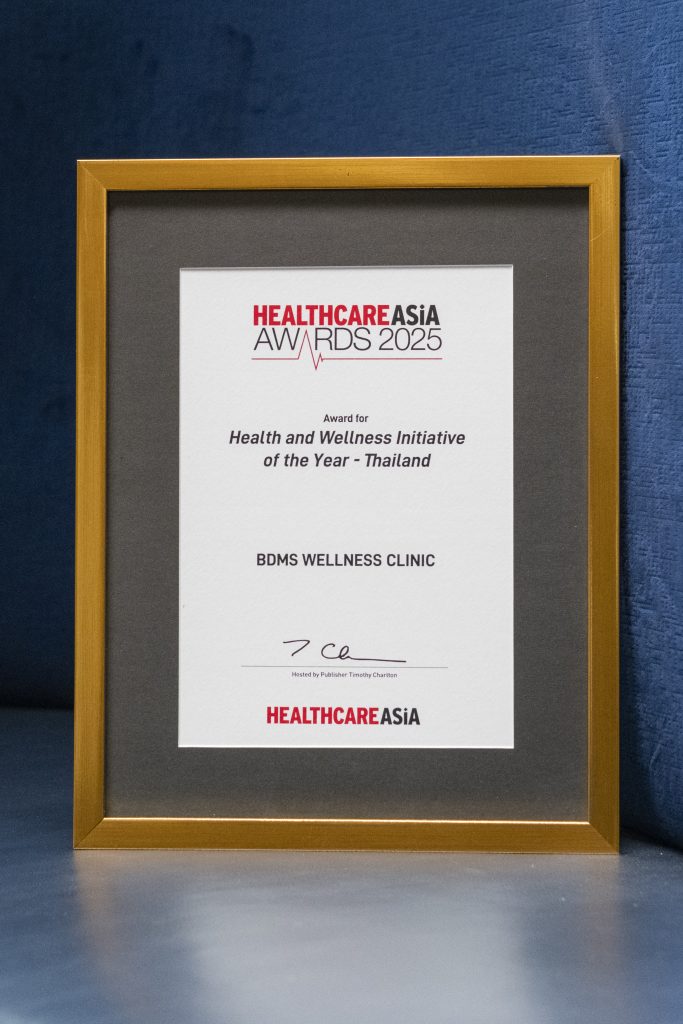 HEALTHCAREASiA
AWARDS 2025
Award for
Health and Wellness Initiative
of the Year - Thailand
BDMS WELLNESS CLINIC
Hosted by Publisher Timothy Charlton
HEALTHCAREASiA